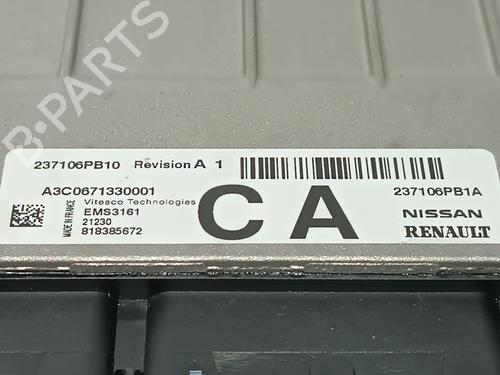 B-PARTS
237106PB10 Revision A 1
A3C0671330001
237106PB1A
MADE IN FRANCE
Vitesco Technologies
EMS3161
21230
818385672
CA
NISSAN
RENAULT